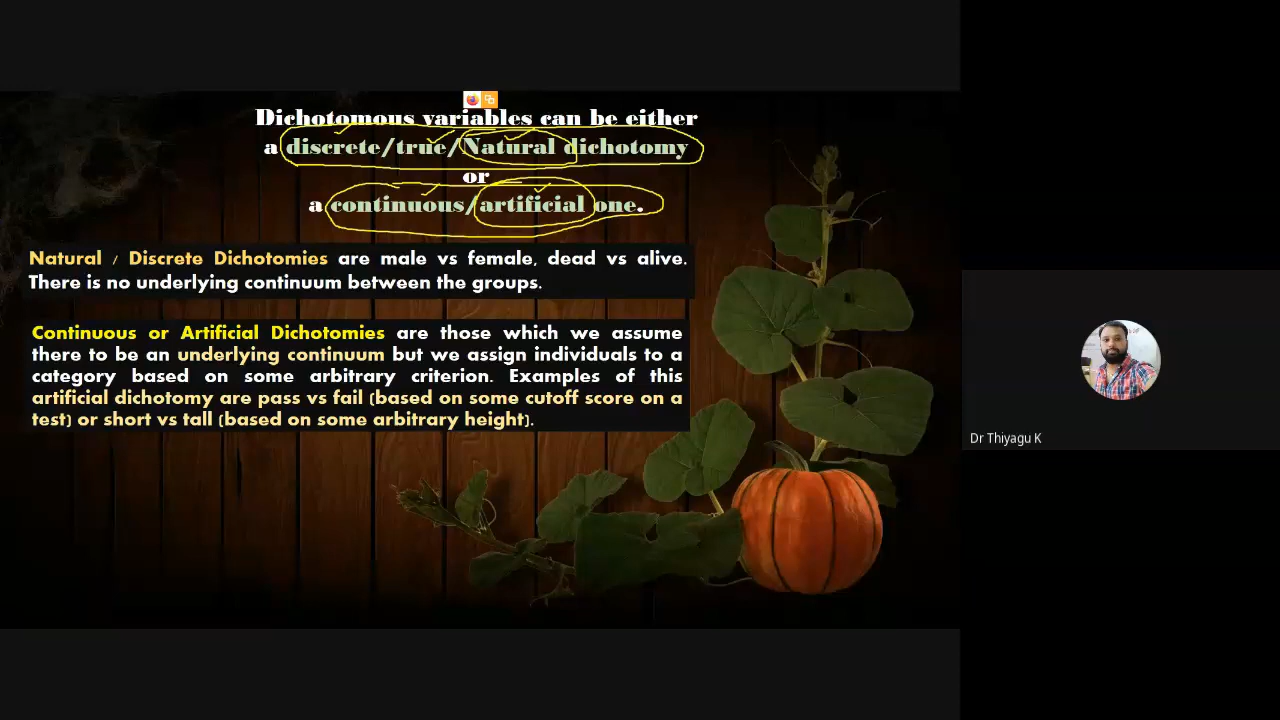 Dichotomous variables can be either
a discrete/true/Natural dichotomy
or
a continuous/artificial one.
Natural / Discrete Dichotomies are male vs female, dead vs alive.
There is no underlying continuum between the groups.
Continuous or Artificial Dichotomies are those which we assume
there to be an underlying continuum but we assign individuals to a
category based on some arbitrary criterion. Examples of this
artificial dichotomy are pass vs fail (based on some cutoff score on a
test) or short vs tall (based on some arbitrary height).
Dr Thiyagu K